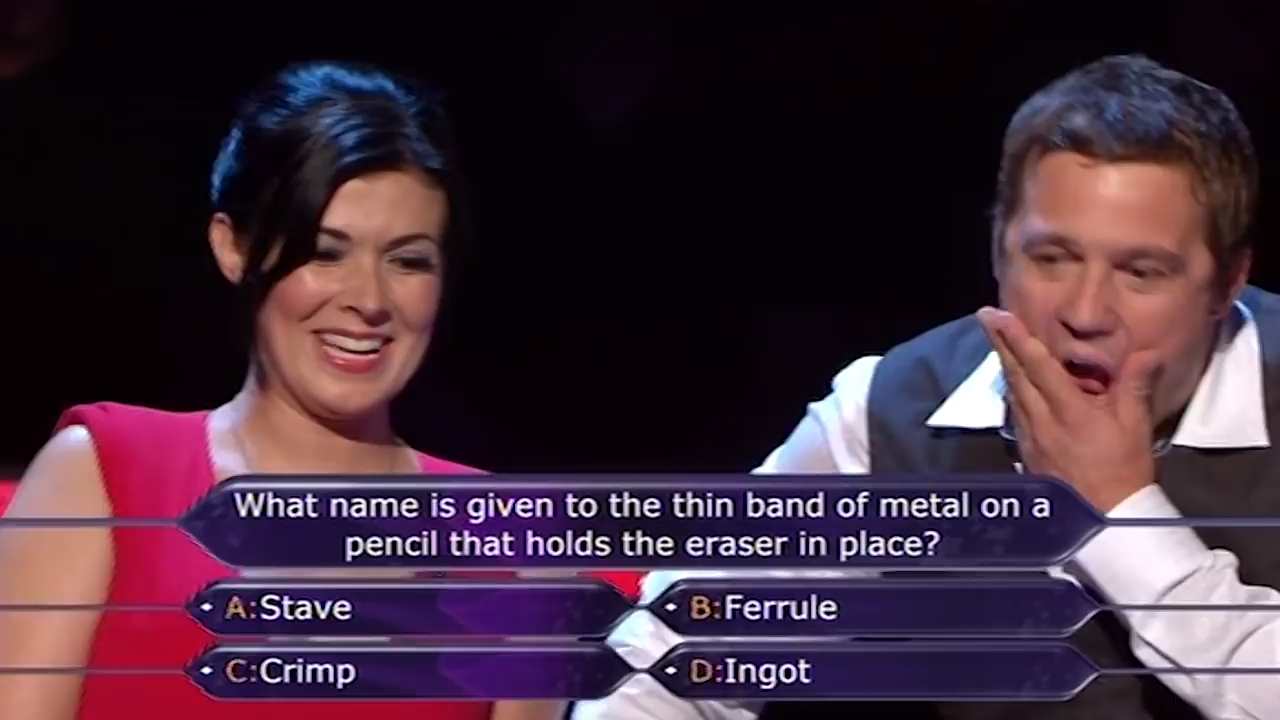 What name is given to the thin band of metal on a
pencil that holds the eraser in place?
A:Stave
B:Ferrule
C:Crimp
D:Ingot